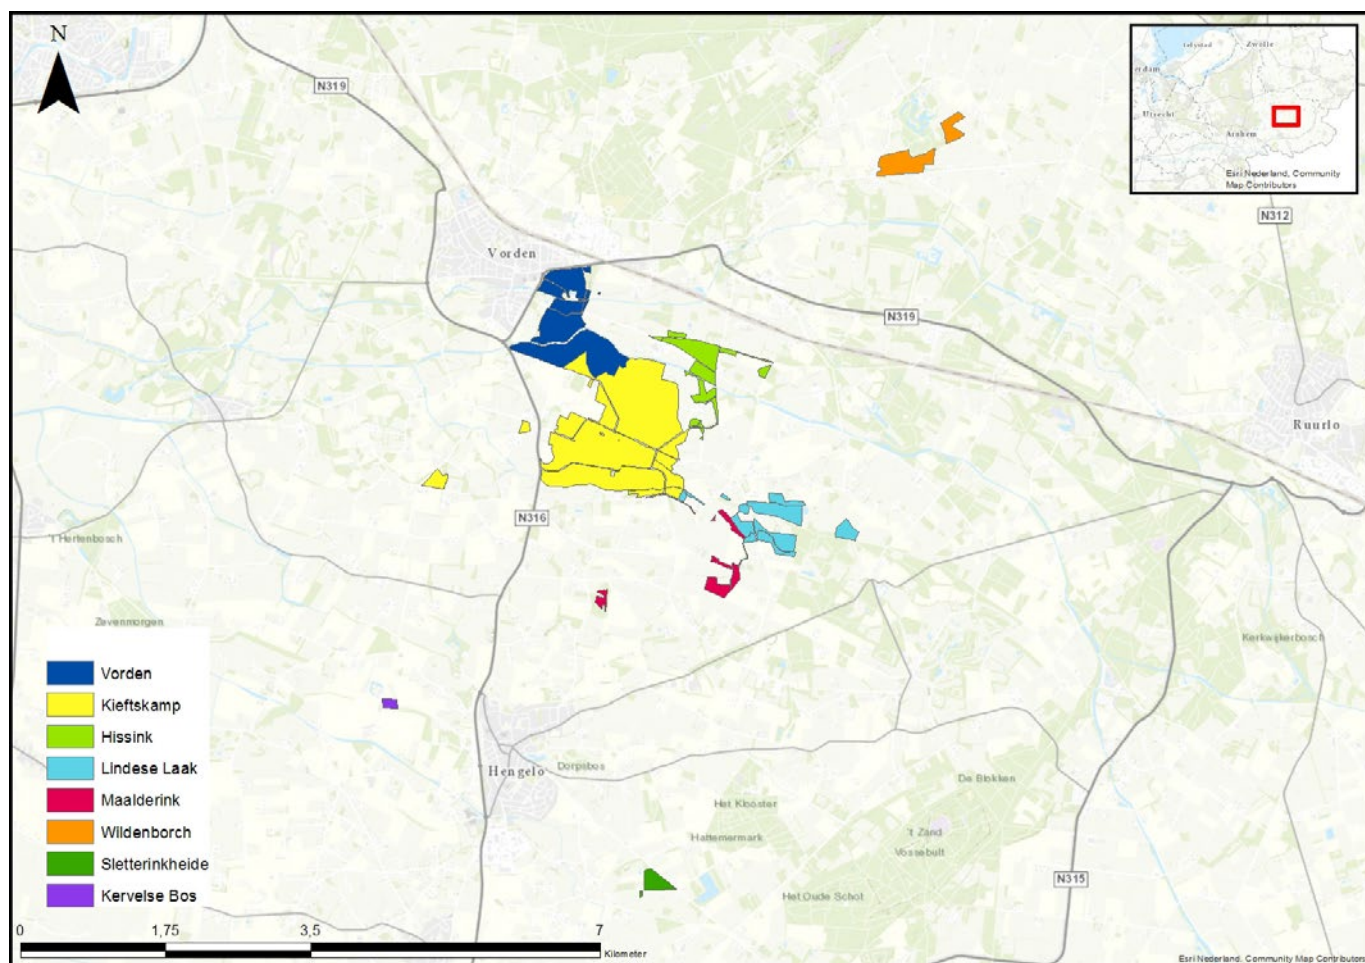 N
N319
Lelystad
Zwolle
erdam
Utrecht
Arnhem
Esri Nederland, Community
Map Contributors
N312
Vorden
N319
Ruurlo
N316
't Hertenbosch
Zevenmorgen
Kerkwijkerbosch
Vorden
Kieftskamp
Hissink
Lindese Laak
Maalderink
Wildenborch
Sletterinkheide
Kervelse Bos
Hengelo
Dorpsbos
De Blokken
Het Klooster
Hattemermark
't Zand
Vossebult
Het Oude Schot
N315
0 1,75 3,5 7
Kilometer
Esri Nederland, Community Map Contributors